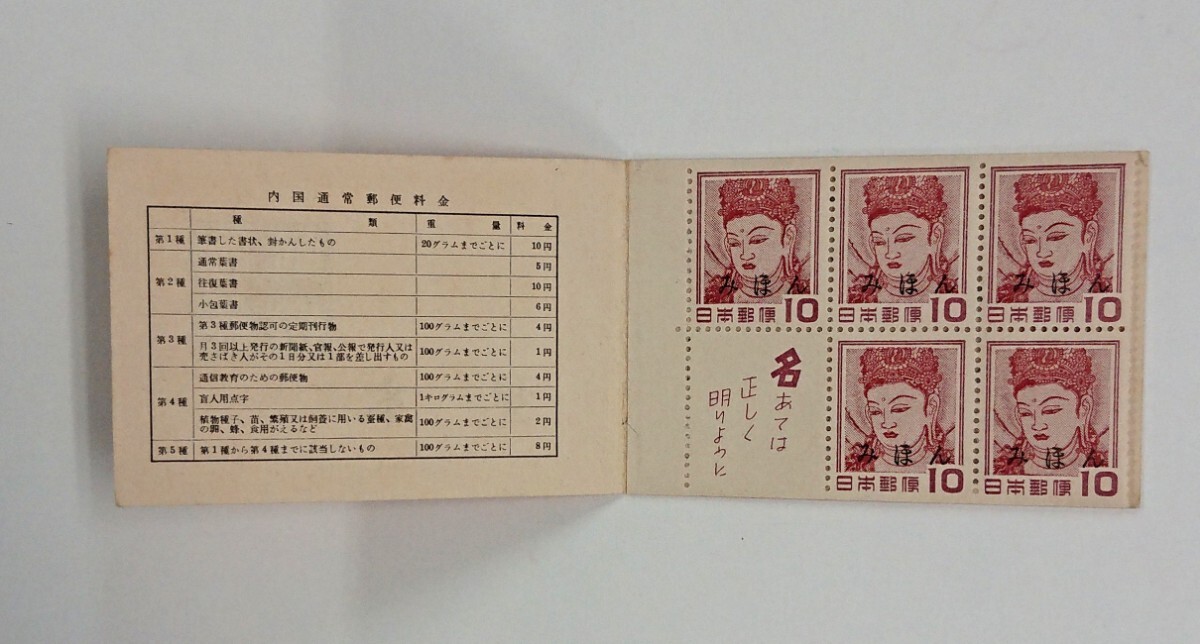 内国通常郵便料金
種類 重量 料金
第1種 筆書した書状、封かんしたもの 20グラムまでごとに 10円
第2種 通常葉書 5円
往復葉書 10円
小包葉書 6円
第3種 第3種郵便物認可の定期刊行物 100グラムまでごとに 4円
月3回以上発行の新聞紙、官報、公報で発行人又は
売さばき人がその1日分又は1部を差し出すもの 100グラムまでごとに 1円
第4種 通信教育のための郵便物 100グラムまでごとに 4円
盲人用点字 1キログラムまでごとに 1円
植物種子、苗、繁殖又は飼養に用いる蚕種、家禽
の卵、蜂、食用がえるなど 100グラムまでごとに 2円
第5種 第1種から第4種までに該当しないもの 100グラムまでごとに 8円
みほん
日本郵便 10
みほん
日本郵便 10
みほん
日本郵便 10
名あては
正しく
明りように
みほん
日本郵便 10
みほん
日本郵便 10